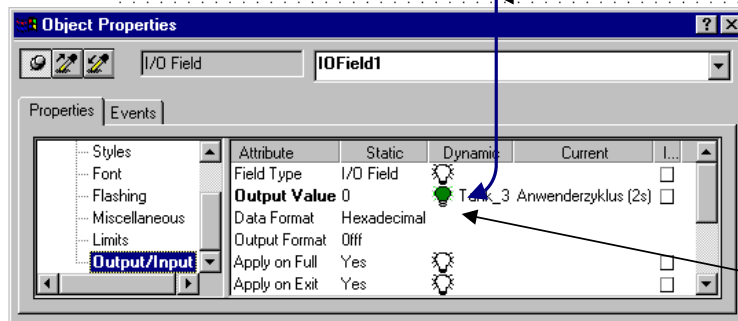 Object Properties
I/O Field IOField1
Properties Events
Styles
Font
Flashing
Miscellaneous
Limits
Output/Input
Attribute Static Dynamic Current I...
Field Type I/O Field
Output Value 0 Tank_3 Anwenderzyklus (2s)
Data Format Hexadecimal
Output Format 0fff
Apply on Full Yes
Apply on Exit Yes